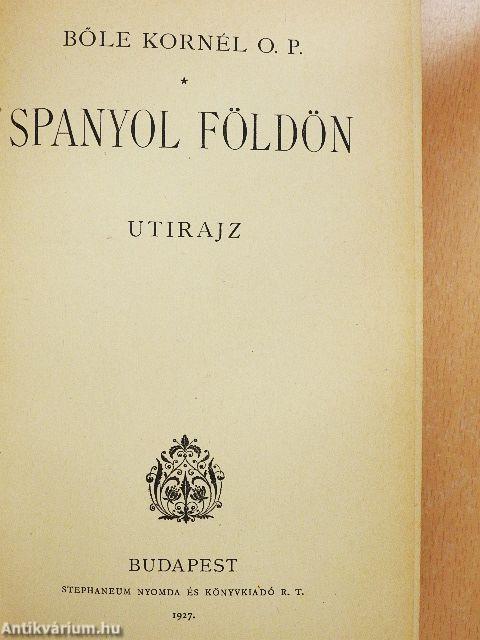 BŐLE KORNÉL O. P.
*
SPANYOL FÖLDÖN
UTIRAJZ
BUDAPEST
STEPHANEUM NYOMDA ÉS KÖNYVKIADÓ R. T.
1927.
Antikvárium.hu